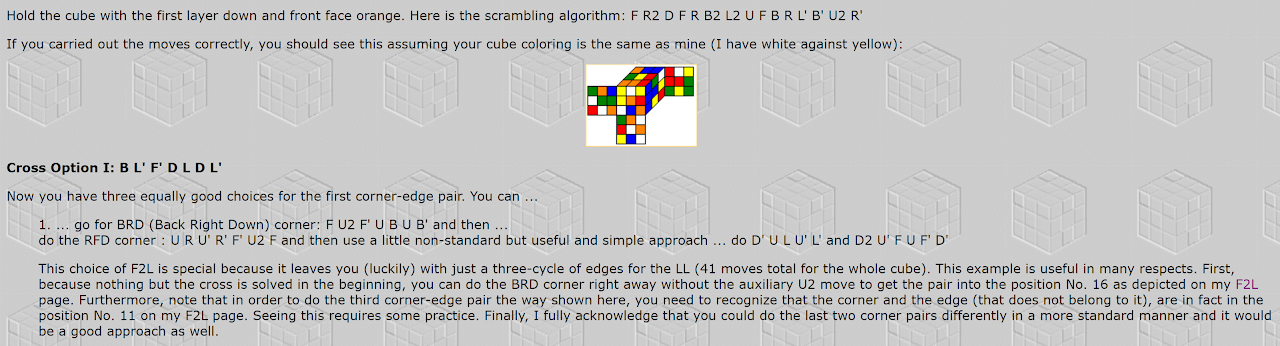 Hold the cube with the first layer down and front face orange. Here is the scrambling algorithm: F R2 D F R B2 L2 U F B R L' B' U2 R'
If you carried out the moves correctly, you should see this assuming your cube coloring is the same as mine (I have white against yellow):
Cross Option I: B L' F' D L D L'
Now you have three equally good choices for the first corner-edge pair. You can ...
1. ... go for BRD (Back Right Down) corner: F U2 F' U B U B' and then ...
do the RFD corner : U R U' R' F' U2 F and then use a little non-standard but useful and simple approach ... do D' U L U' L' and D2 U' F U F' D'
This choice of F2L is special because it leaves you (luckily) with just a three-cycle of edges for the LL (41 moves total for the whole cube). This example is useful in many respects. First,
because nothing but the cross is solved in the beginning, you can do the BRD corner right away without the auxiliary U2 move to get the pair into the position No. 16 as depicted on my F2L
page. Furthermore, note that in order to do the third corner-edge pair the way shown here, you need to recognize that the corner and the edge (that does not belong to it), are in fact in the
position No. 11 on my F2L page. Seeing this requires some practice. Finally, I fully acknowledge that you could do the last two corner pairs differently in a more standard manner and it would
be a good approach as well.